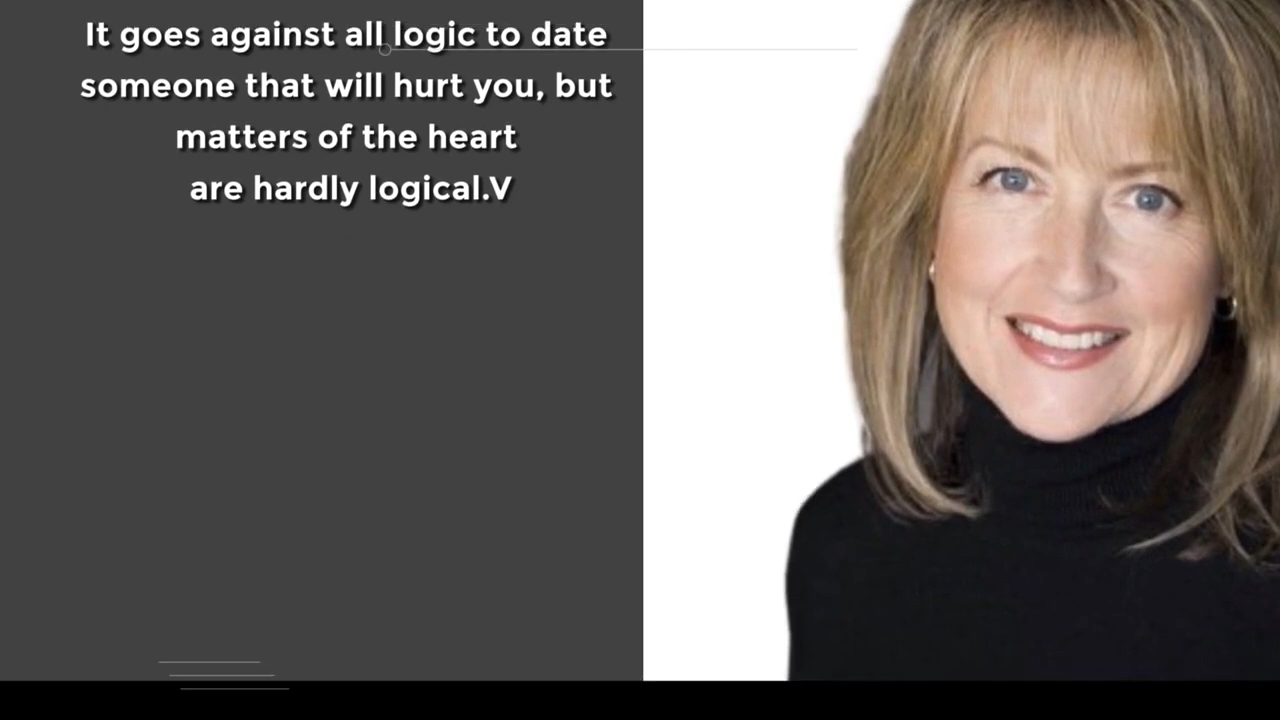 It goes against all logic to date
someone that will hurt you, but
matters of the heart
are hardly logical.V